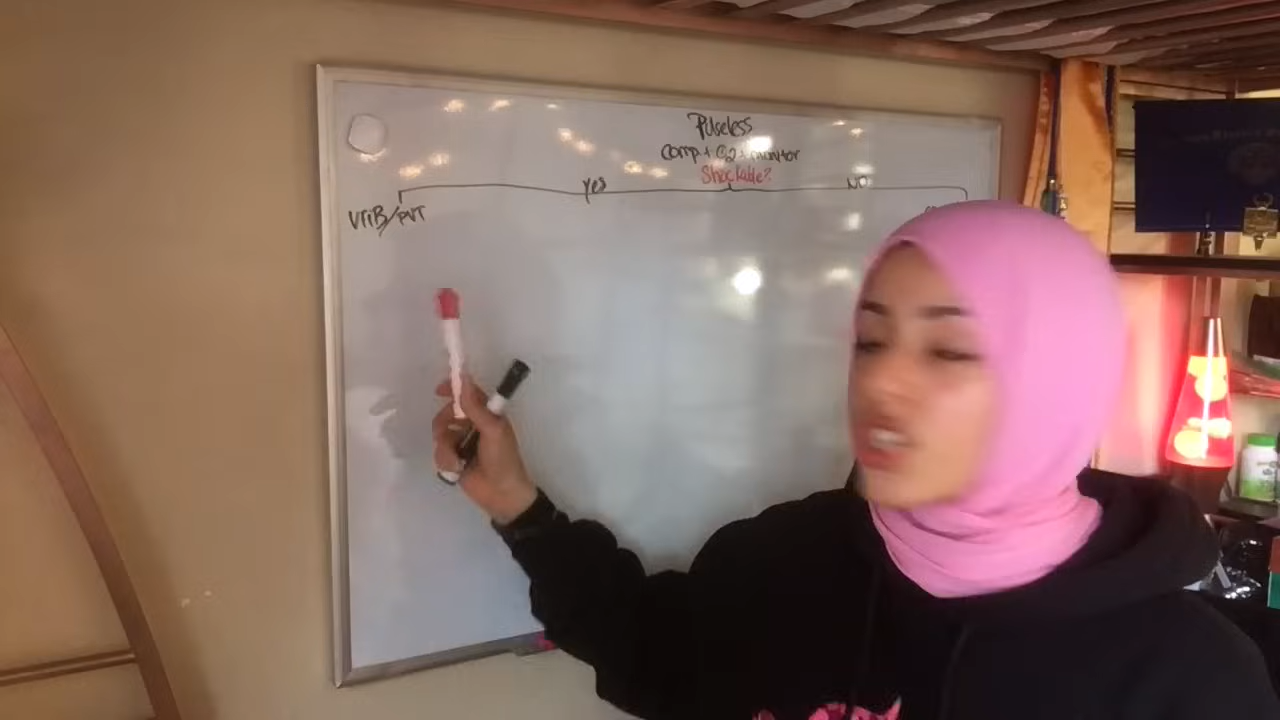 Pulseless
comp + O2 + monitor
Shockable?
yes
NO
VFIB/PVT